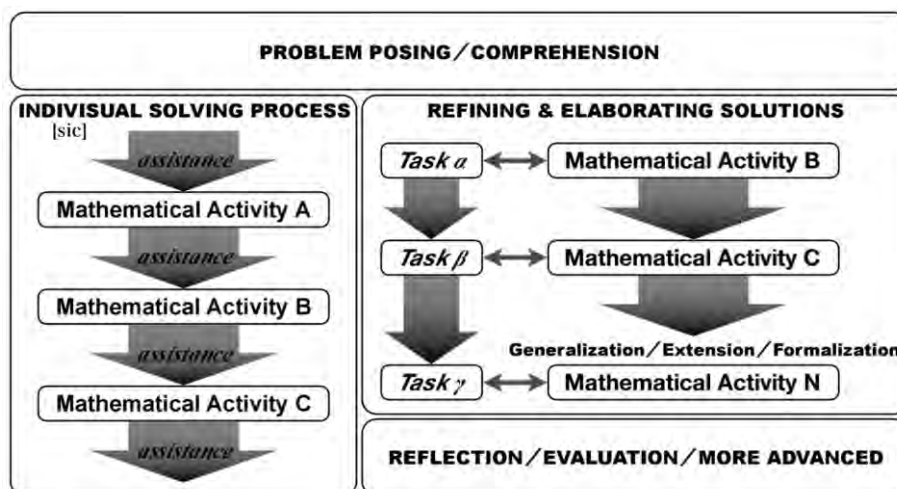 PROBLEM POSING/COMPREHENSION
INDIVISUAL SOLVING PROCESS
[sic]
assistance
Mathematical Activity A
assistance
Mathematical Activity B
assistance
Mathematical Activity C
assistance
REFINING & ELABORATING SOLUTIONS
Task α Mathematical Activity B
Task β Mathematical Activity C
Generalization/Extension/Formalization
Task γ Mathematical Activity N
REFLECTION/EVALUATION/MORE ADVANCED